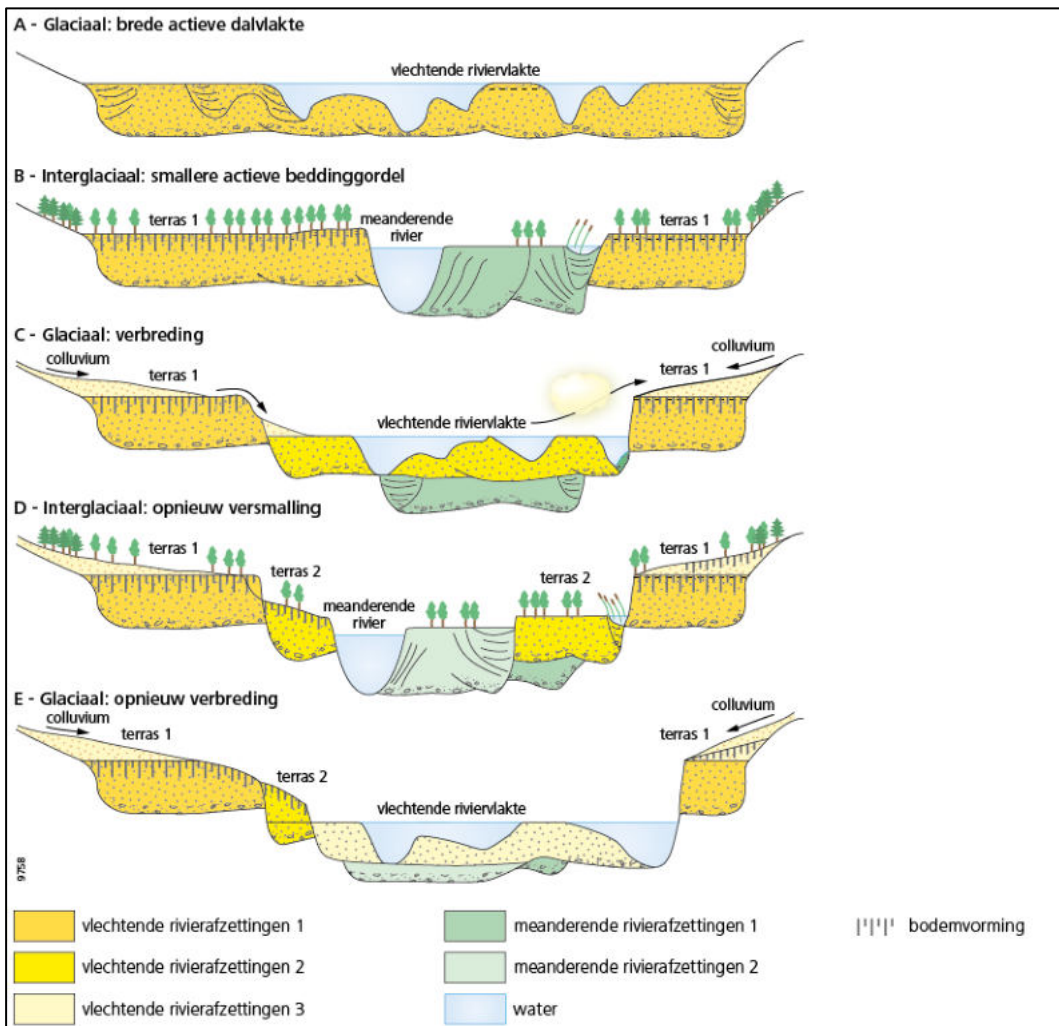 A - Glaciaal: brede actieve dalvlakte
vlechtende riviervlakte
B - Interglaciaal: smallere actieve beddinggordel
terras 1
meanderende
rivier
terras 1
C - Glaciaal: verbreding
colluvium
terras 1
vlechtende riviervlakte
terras 1
colluvium
D - Interglaciaal: opnieuw versmalling
terras 1
terras 2
meanderende
rivier
terras 2
terras 1
E - Glaciaal: opnieuw verbreding
colluvium
terras 1
terras 2
vlechtende riviervlakte
terras 1
colluvium
9758
vlechtende rivierafzettingen 1
meanderende rivierafzettingen 1
bodemvorming
vlechtende rivierafzettingen 2
meanderende rivierafzettingen 2
vlechtende rivierafzettingen 3
water